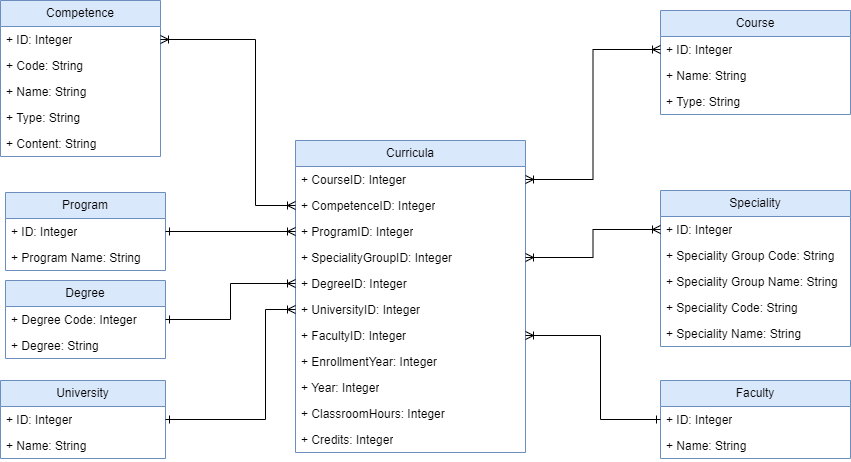 Competence
+ ID: Integer
+ Code: String
+ Name: String
+ Type: String
+ Content: String
Program
+ ID: Integer
+ Program Name: String
Degree
+ Degree Code: Integer
+ Degree: String
University
+ ID: Integer
+ Name: String
Curricula
+ CourseID: Integer
+ CompetenceID: Integer
+ ProgramID: Integer
+ SpecialityGroupID: Integer
+ DegreeID: Integer
+ UniversityID: Integer
+ FacultyID: Integer
+ EnrollmentYear: Integer
+ Year: Integer
+ ClassroomHours: Integer
+ Credits: Integer
Course
+ ID: Integer
+ Name: String
+ Type: String
Speciality
+ ID: Integer
+ Speciality Group Code: String
+ Speciality Group Name: String
+ Speciality Code: String
+ Speciality Name: String
Faculty
+ ID: Integer
+ Name: String